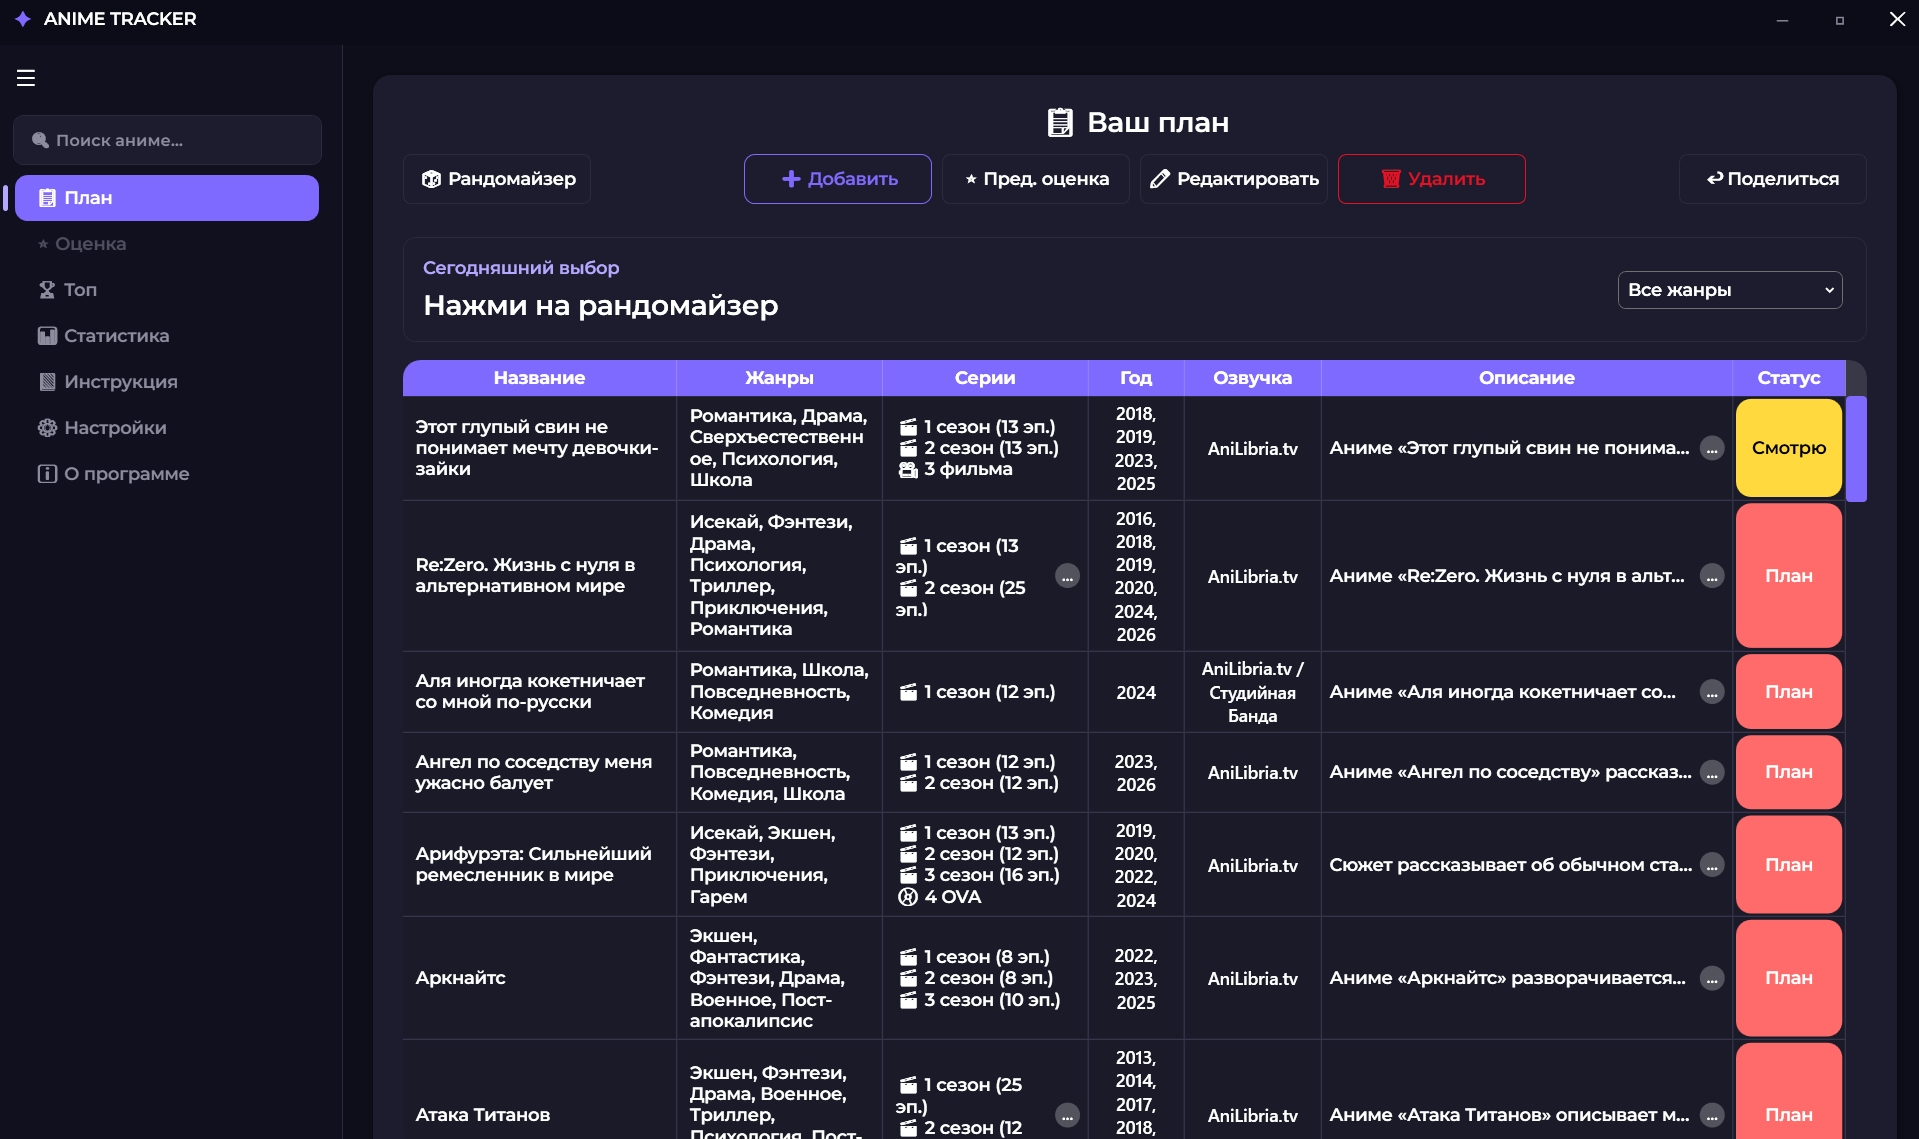 ANIME TRACKER
Поиск аниме...
План
Оценка
Топ
Статистика
Инструкция
Настройки
О программе
Ваш план
Рандомайзер
Добавить
Пред. оценка
Редактировать
Удалить
Поделиться
Сегодняшний выбор
Нажми на рандомайзер
Все жанры
Название
Жанры
Серии
Год
Озвучка
Описание
Статус
Этот глупый свин не
понимает мечту девочки-
зайки
Романтика, Драма,
Сверхъестественн
ое, Психология,
Школа
1 сезон (13 эп.)
2 сезон (13 эп.)
3 фильма
2018,
2019,
2023,
2025
AniLibria.tv
Аниме «Этот глупый свин не понима...
...
Смотрю
Re:Zero. Жизнь с нуля в
альтернативном мире
Исекай, Фэнтези,
Драма,
Психология,
Триллер,
Приключения,
Романтика
1 сезон (13
эп.)
2 сезон (25
эп.)
...
2016,
2018,
2019,
2020,
2024,
2026
AniLibria.tv
Аниме «Re:Zero. Жизнь с нуля в альт...
...
План
Аля иногда кокетничает
со мной по-русски
Романтика, Школа,
Повседневность,
Комедия
1 сезон (12 эп.)
2024
AniLibria.tv /
Студийная
Банда
Аниме «Аля иногда кокетничает со...
...
План
Ангел по соседству меня
ужасно балует
Романтика,
Повседневность,
Комедия, Школа
1 сезон (12 эп.)
2 сезон (12 эп.)
2023,
2026
AniLibria.tv
Аниме «Ангел по соседству» рассказ...
...
План
Арифурэта: Сильнейший
ремесленник в мире
Исекай, Экшен,
Фэнтези,
Приключения,
Гарем
1 сезон (13 эп.)
2 сезон (12 эп.)
3 сезон (16 эп.)
4 OVA
2019,
2020,
2022,
2024
AniLibria.tv
Сюжет рассказывает об обычном ста...
...
План
Аркнайтс
Экшен,
Фантастика,
Фэнтези, Драма,
Военное, Пост-
апокалипсис
1 сезон (8 эп.)
2 сезон (8 эп.)
3 сезон (10 эп.)
2022,
2023,
2025
AniLibria.tv
Аниме «Аркнайтс» разворачивается...
...
План
Атака Титанов
Экшен, Фэнтези,
Драма, Военное,
Триллер,
Психология, Пост-
1 сезон (25
эп.)
2 сезон (12
...
2013,
2014,
2017,
2018,
AniLibria.tv
Аниме «Атака Титанов» описывает м...
...
План